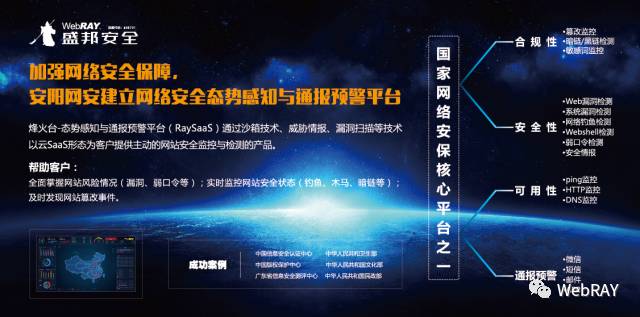 WebRAY
盛邦安全
加强网络安全保障，
安阳网安建立网络安全态势感知与通报预警平台
烽火台-态势感知与通报预警平台（RaySaaS）通过沙箱技术、威胁情报、漏洞扫描等技术
以云SaaS形态为客户提供主动的网站安全监控与检测的产品。
帮助客户：
全面掌握网站风险情况（漏洞、弱口令等）；实时监控网站安全状态（钓鱼、木马、暗链等）；
及时发现网站篡改事件。
成功案例
中国信息安全认证中心 中华人民共和卫生部
中国版权保护中心 中华人民共和国文化部
广东省信息安全测评中心 中华人民共和国民政部
国家网络安保核心平台之一
合规性
•篡改监控
•暗链/黑链检测
•敏感词监控
安全性
•Web漏洞检测
•系统漏洞检测
•网络钓鱼检测
•Webshell检测
•弱口令检测
•安全情报
可用性
•ping监控
•HTTP监控
•DNS监控
通报预警
•微信
•短信
•邮件
WebRAY